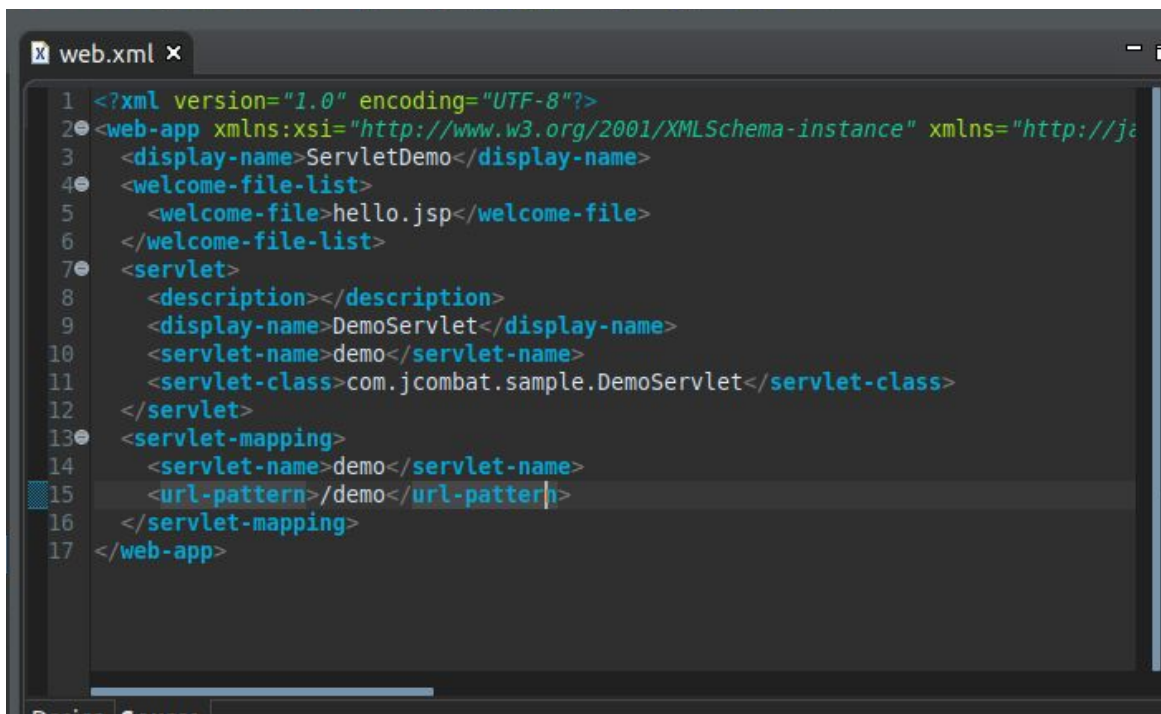 web.xml
1 <?xml version="1.0" encoding="UTF-8"?>
2 <web-app xmlns:xsi="http://www.w3.org/2001/XMLSchema-instance" xmlns="http://ja
3 <display-name>ServletDemo</display-name>
4 <welcome-file-list>
5 <welcome-file>hello.jsp</welcome-file>
6 </welcome-file-list>
7 <servlet>
8 <description></description>
9 <display-name>DemoServlet</display-name>
10 <servlet-name>demo</servlet-name>
11 <servlet-class>com.jcombat.sample.DemoServlet</servlet-class>
12 </servlet>
13 <servlet-mapping>
14 <servlet-name>demo</servlet-name>
15 <url-pattern>/demo</url-pattern>
16 </servlet-mapping>
17 </web-app>